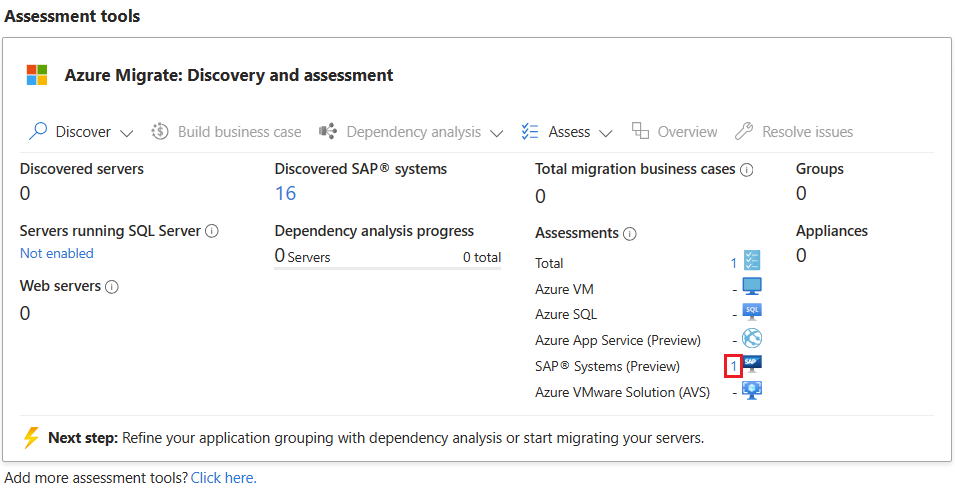 Assessment tools
Azure Migrate: Discovery and assessment
Discover Build business case Dependency analysis Assess Overview Resolve issues
Discovered servers
0
Discovered SAP® systems
16
Total migration business cases
0
Groups
0
Servers running SQL Server
Not enabled
Web servers
0
Dependency analysis progress
0 Servers 0 total
Assessments
Total 1
Azure VM -
Azure SQL - SQL
Azure App Service (Preview) -
SAP® Systems (Preview) 1 SAP
Azure VMware Solution (AVS) -
Appliances
0
Next step: Refine your application grouping with dependency analysis or start migrating your servers.
Add more assessment tools? Click here.